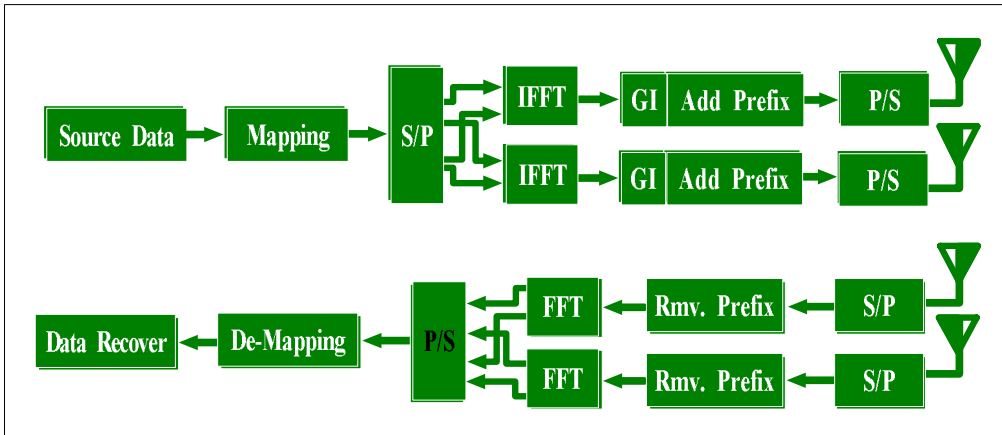 IFFT
GI Add Prefix
P/S
Source Data
Mapping
S/P
IFFT
GI Add Prefix
P/S
FFT
Rmv. Prefix
S/P
Data Recover
De-Mapping
P/S
FFT
Rmv. Prefix
S/P